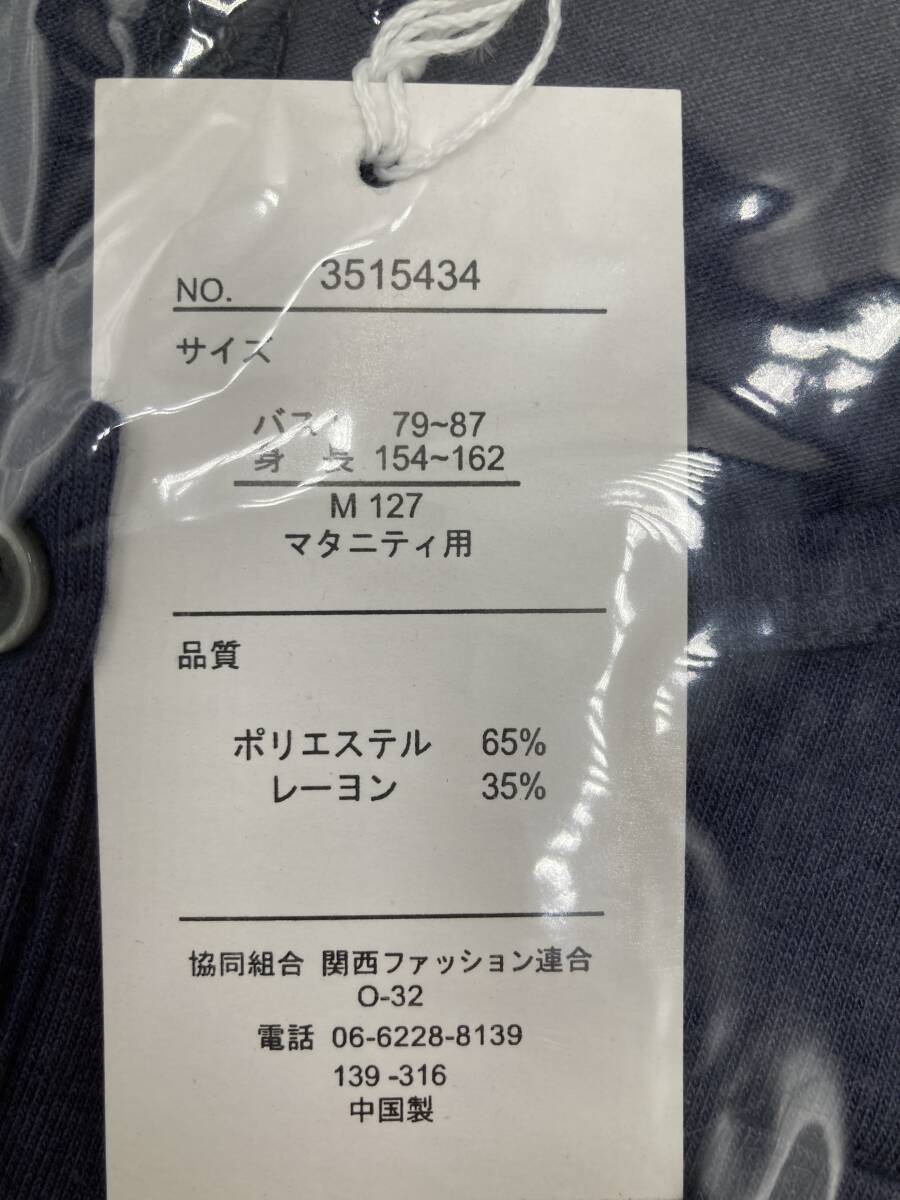 NO. 3515434
サイズ
バスト 79~87
身 長 154~162
M 127
マタニティ用
品質
ポリエステル 65%
レーヨン 35%
協同組合 関西ファッション連合
O-32
電話 06-6228-8139
139 -316
中国製